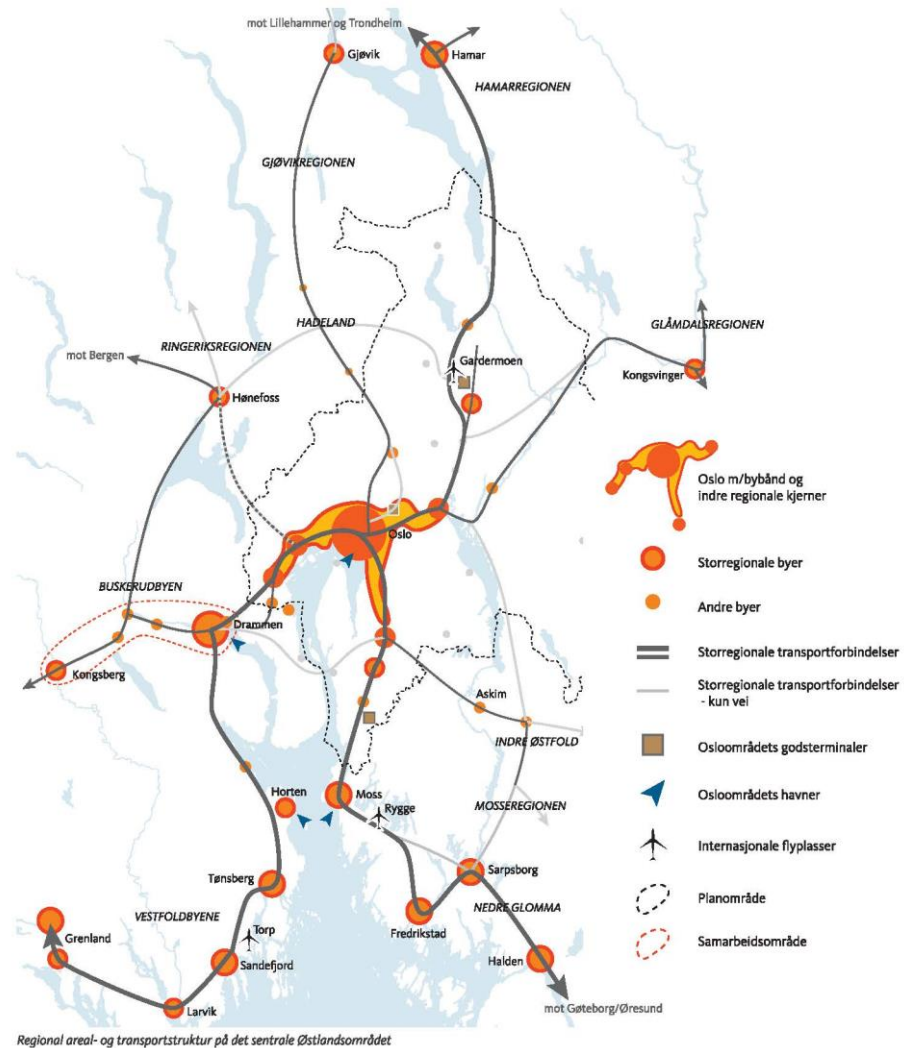 mot Lillehammer og Trondheim
Gjøvik
Hamar
HAMARREGIONEN
GJØVIKREGIONEN
HADELAND
RINGERIKSREGIONEN
GLÅMDALSREGIONEN
mot Bergen
Gardermoen
Kongsvinger
Hønefoss
Oslo
BUSKERUDBYEN
Drammen
Kongsberg
Askim
INDRE ØSTFOLD
Horten
Moss
Rygge
MOSSEREGIONEN
Tønsberg
Sarpsborg
VESTFOLDBYENE
Torp
NEDRE GLOMMA
Grenland
Fredrikstad
Sandefjord
Halden
Larvik
mot Gøteborg/Øresund
Oslo m/bybånd og
indre regionale kjerner
Storregionale byer
Andre byer
Storregionale transportforbindelser
Storregionale transportforbindelser
- kun vei
Osloområdets godsterminaler
Osloområdets havner
Internasjonale flyplasser
Planområde
Samarbeidsområde
Regional areal- og transportstruktur på det sentrale Østlandsområdet